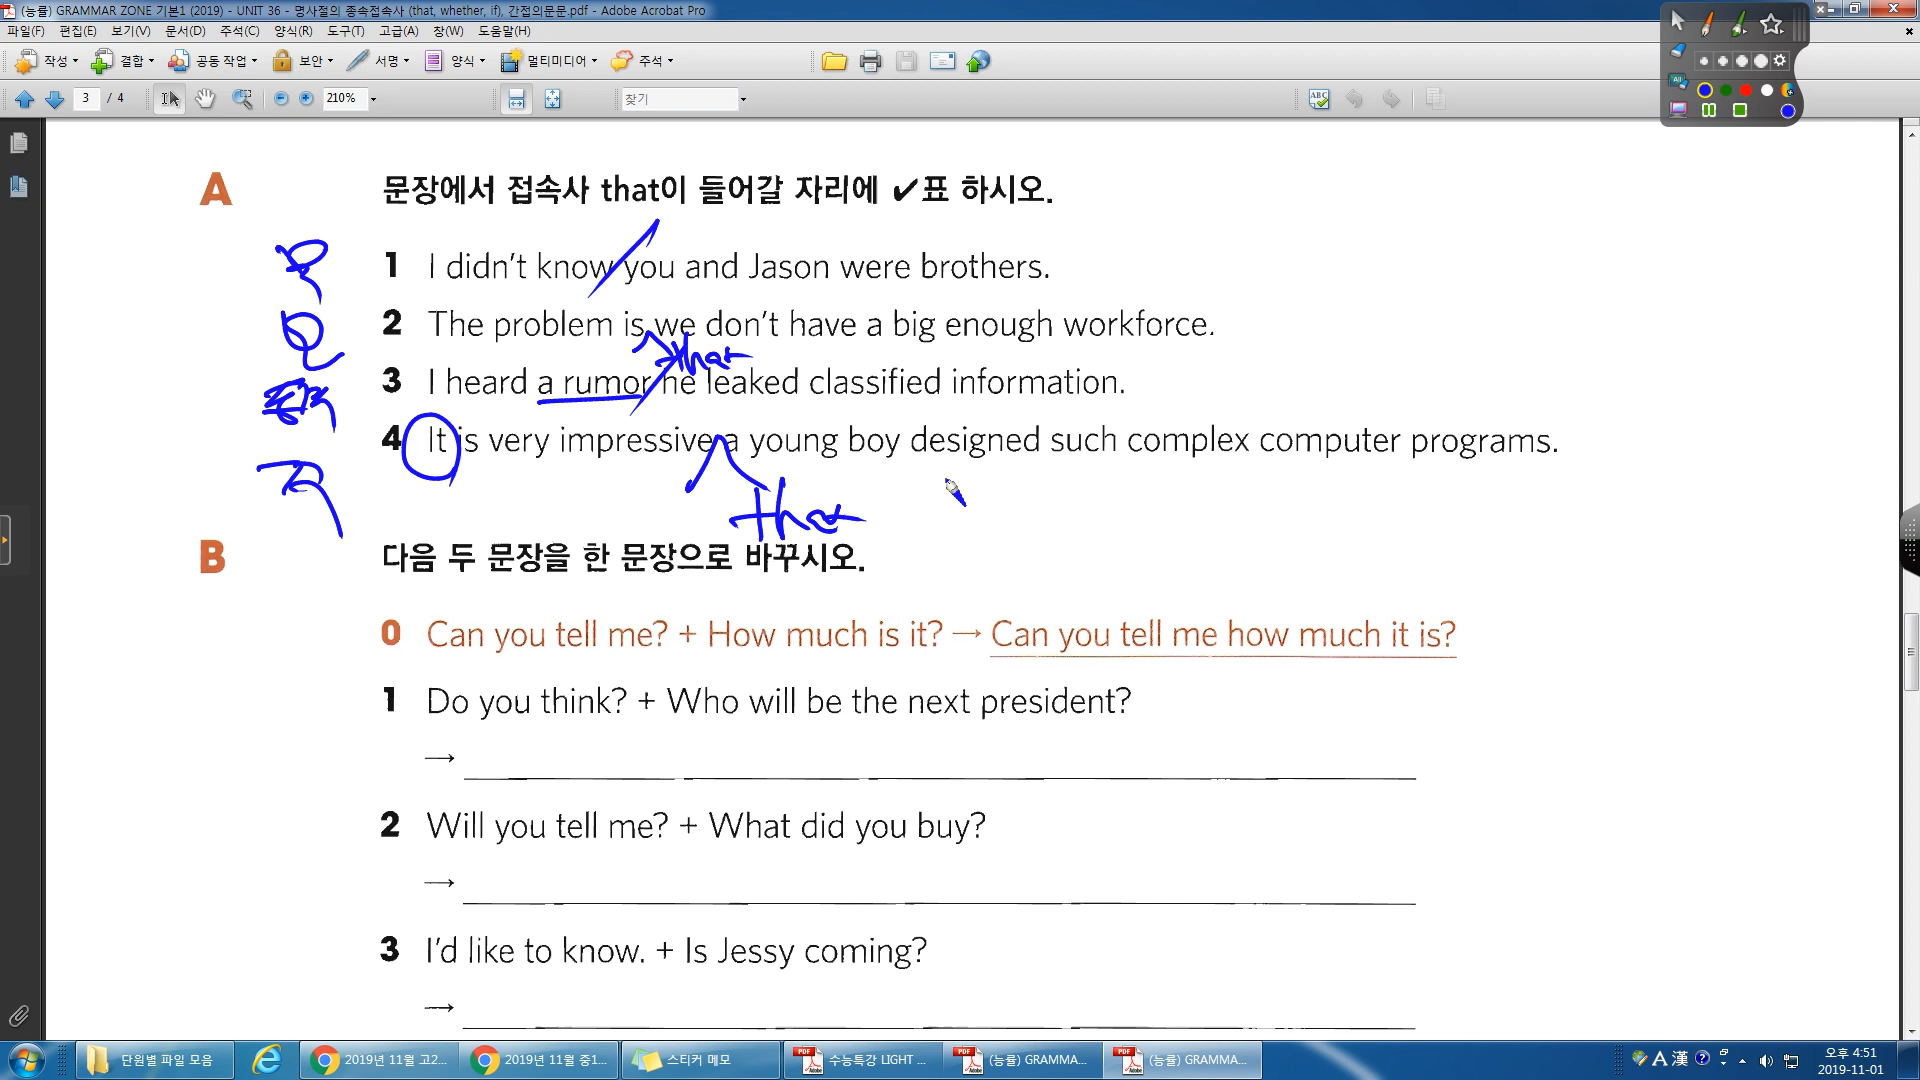 (능률) GRAMMAR ZONE 기본1 (2019) - UNIT 36 - 명사절의 종속접속사 (that, whether, if), 간접의문문.pdf - Adobe Acrobat Pro
파일(F) 편집(E) 보기(V) 문서(D) 주석(C) 양식(R) 도구(T) 고급(A) 창(W) 도움말(H)
작성 결합 공동 작업 보안 서명 양식 멀티미디어 주석
3 / 4 210% 찾기
A 문장에서 접속사 that이 들어갈 자리에 ✔표 하시오.
1 I didn't know you and Jason were brothers.
2 The problem is we don't have a big enough workforce.
that
3 I heard a rumor he leaked classified information.
4 It is very impressive a young boy designed such complex computer programs.
that
B 다음 두 문장을 한 문장으로 바꾸시오.
0 Can you tell me? + How much is it? → Can you tell me how much it is?
1 Do you think? + Who will be the next president?
→
2 Will you tell me? + What did you buy?
→
3 I'd like to know. + Is Jessy coming?
→
단원별 파일 모음 2019년 11월 고2... 2019년 11월 중1... 스티커 메모 수능특강 LIGHT ... (능률) GRAMMA... (능률) GRAMMA... A 漢 오후 4:51
2019-11-01